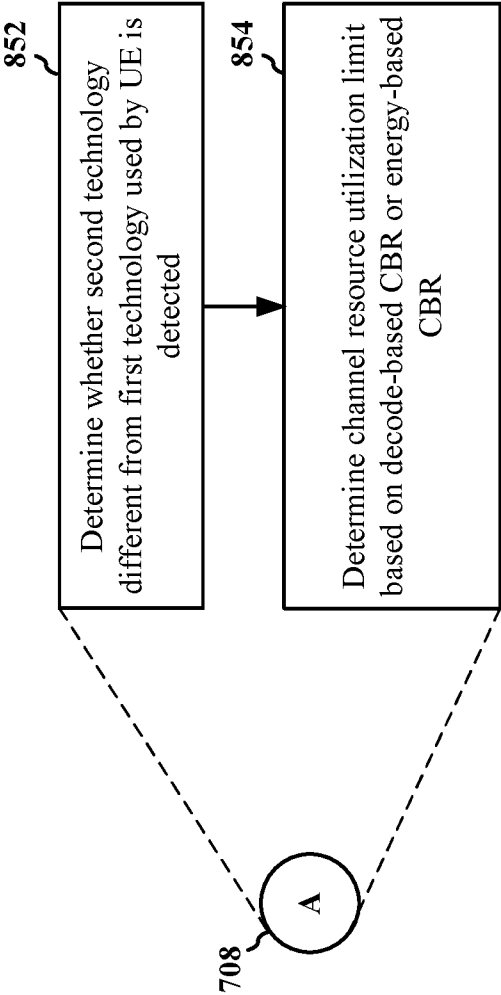 852
Determine whether second technology
different from first technology used by UE is
detected
854
Determine channel resource utilization limit
based on decode-based CBR or energy-based
CBR
708
A